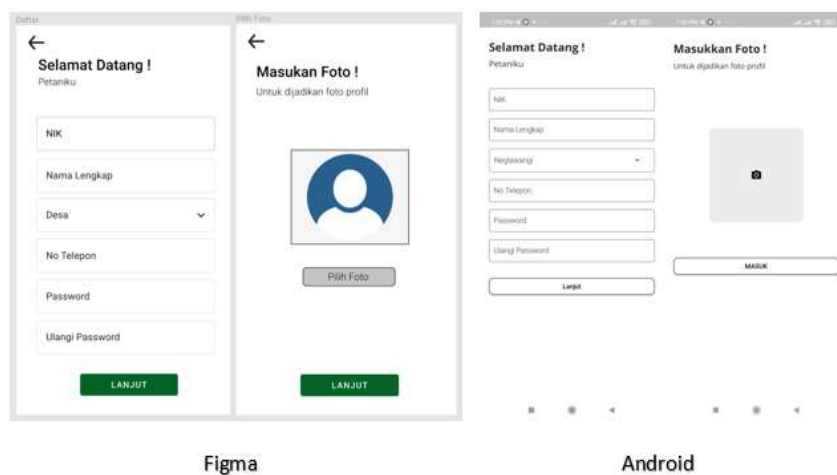 Daftar
Selamat Datang !
Petaniku
NIK
Nama Lengkap
Desa
No Telepon
Password
Ulangi Password
LANJUT
Pilih Foto
Masukan Foto !
Untuk dijadikan foto profil
Pilih Foto
LANJUT
Selamat Datang !
Petaniku
NIK
Nama Lengkap
Neglawangi
No Telepon
Password
Ulangi Password
Lanjut
Masukkan Foto !
Untuk dijadikan foto profil
MASUK
Figma
Android